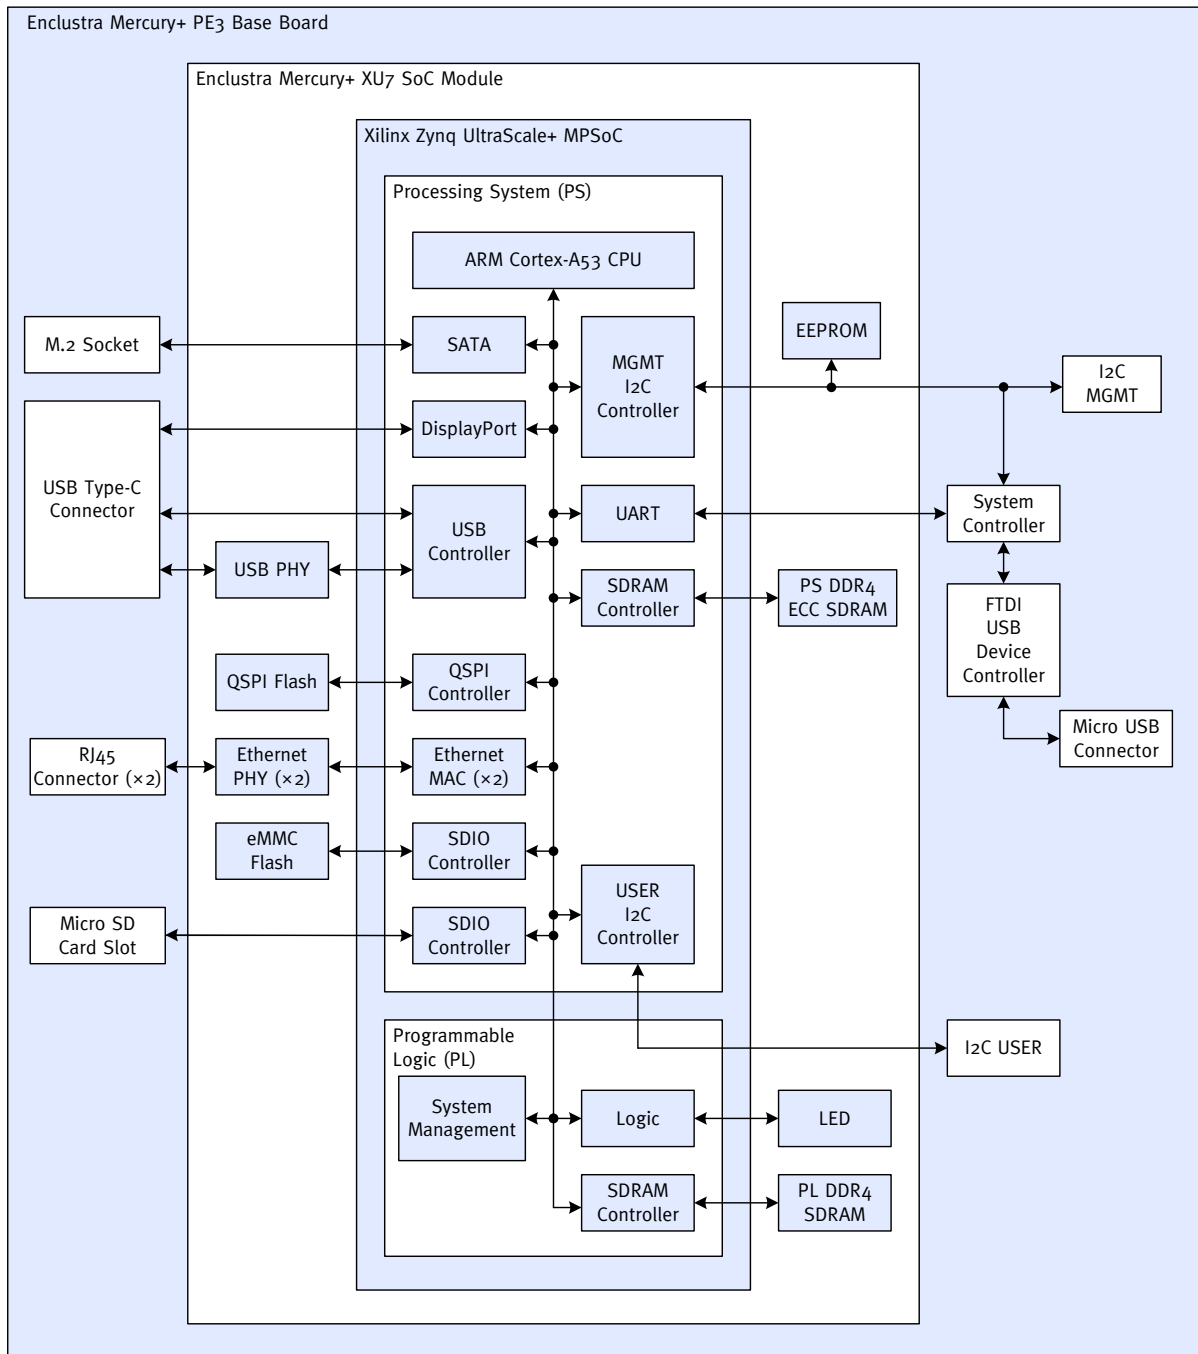 Enclustra Mercury+ PE3 Base Board
Enclustra Mercury+ XU7 SoC Module
Xilinx Zynq UltraScale+ MPSoC
Processing System (PS)
ARM Cortex-A53 CPU
M.2 Socket
SATA
MGMT
I2C
Controller
EEPROM
I2C
MGMT
DisplayPort
USB Type-C
Connector
USB
Controller
UART
System
Controller
USB PHY
SDRAM
Controller
PS DDR4
ECC SDRAM
FTDI
USB
Device
Controller
QSPI Flash
QSPI
Controller
RJ45
Connector (×2)
Ethernet
PHY (×2)
Ethernet
MAC (×2)
Micro USB
Connector
eMMC
Flash
SDIO
Controller
USER
I2C
Controller
Micro SD
Card Slot
SDIO
Controller
Programmable
Logic (PL)
I2C USER
System
Management
Logic
LED
SDRAM
Controller
PL DDR4
SDRAM